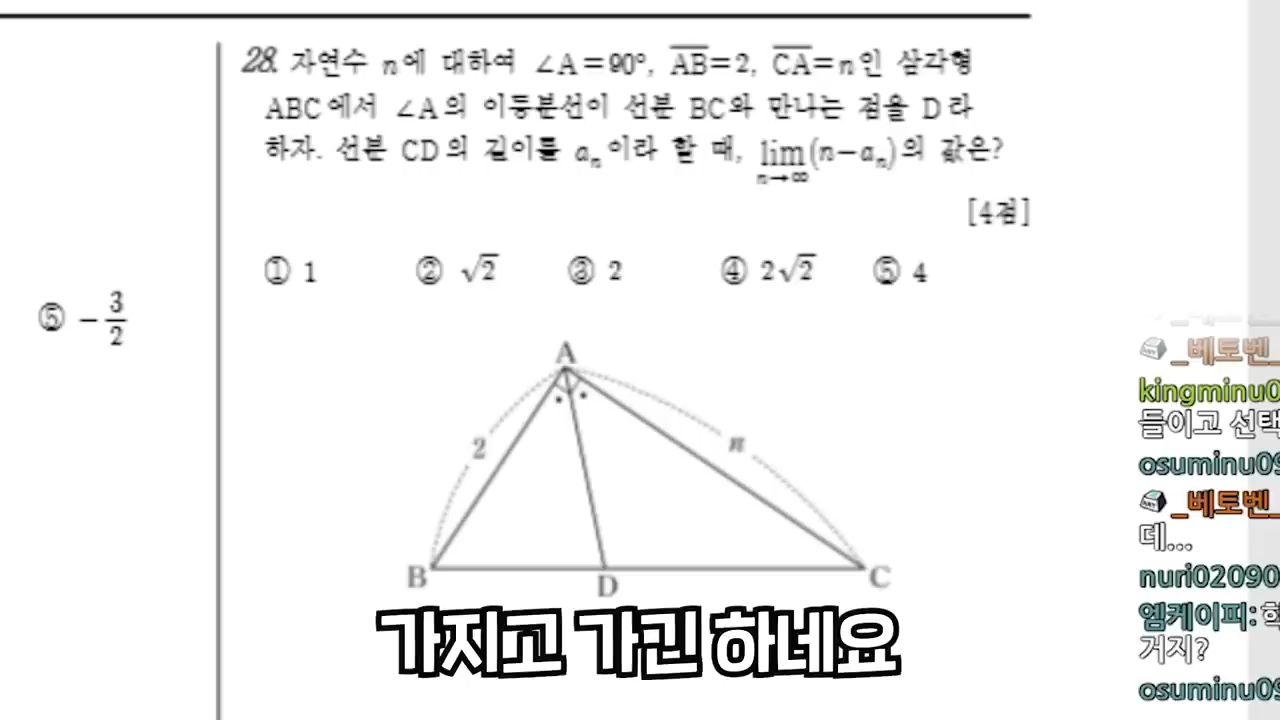 28. 자연수 n에 대하여 ∠A=90°, AB=2, CA=n인 삼각형
ABC에서 ∠A의 이등분선이 선분 BC와 만나는 점을 D라
하자. 선분 CD의 길이를 aₙ이라 할 때, lim(n-aₙ)의 값은?
n→∞
[4점]
① 1 ② √2 ③ 2 ④ 2√2 ⑤ 4
⑤ -3/2
A
2
n
B
D
C
가지고 가긴 하네요
_베토벤_
kingminu0
들이고 선택
osuminu09
_베토벤_
데...
nuri02090
엠케이피: 학
거지?
osuminu09